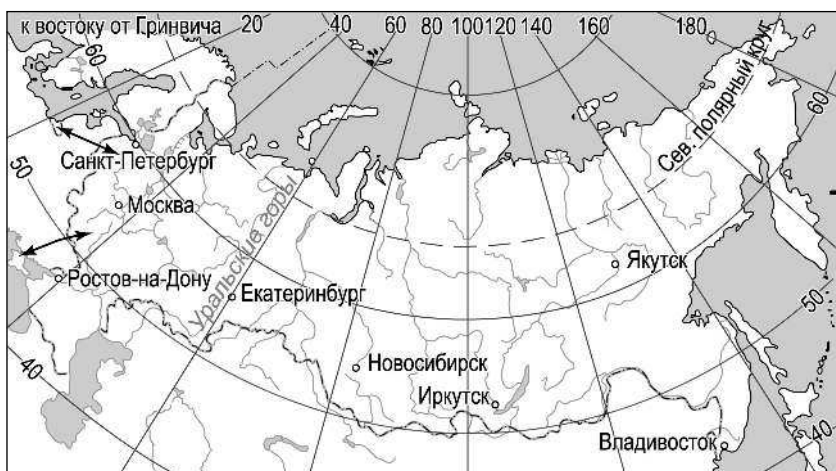 к востоку от Гринвича 20 40 60 80 100 120 140 160 180
60
60
Сев. полярный круг
Санкт-Петербург
50
Москва
Уральские горы
Якутск
Ростов-на-Дону
Екатеринбург
50
40
Новосибирск
Иркутск
Владивосток
40